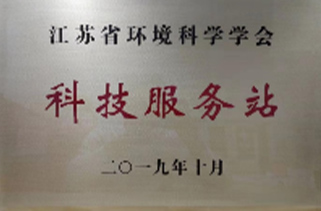 江苏省环境科学学会
科技服务站
二〇一九年十月